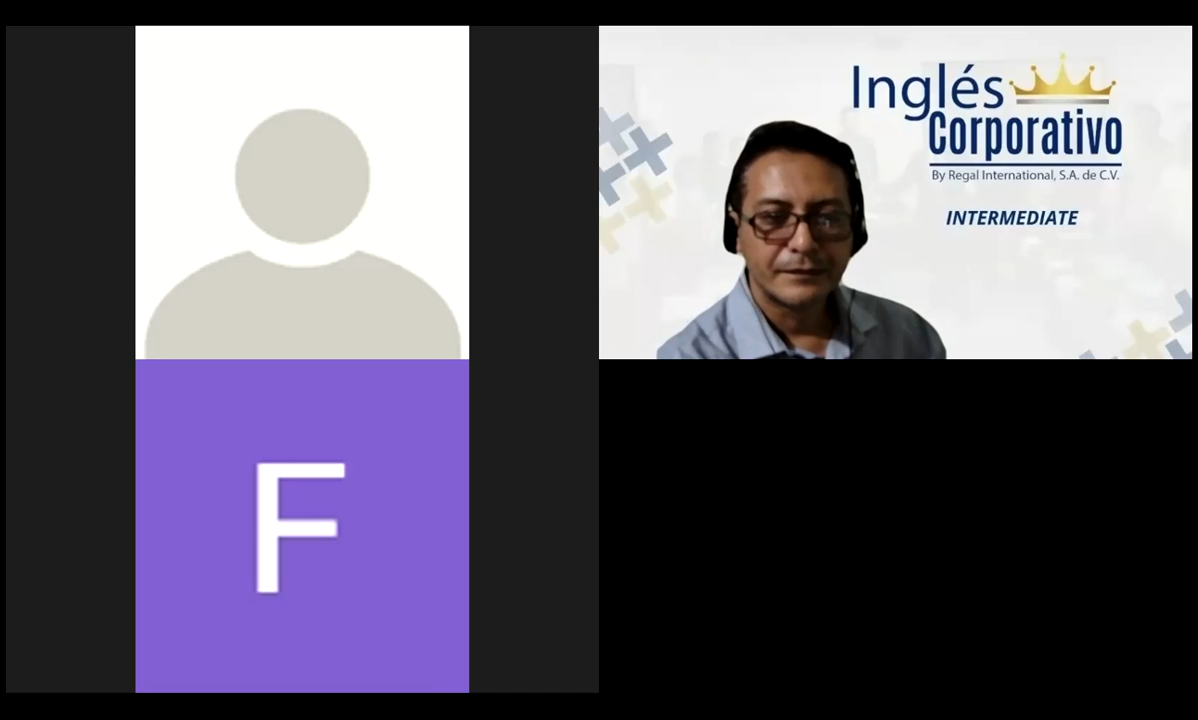 Inglés
Corporativo
By Regal International, S.A. de C.V.
INTERMEDIATE
F